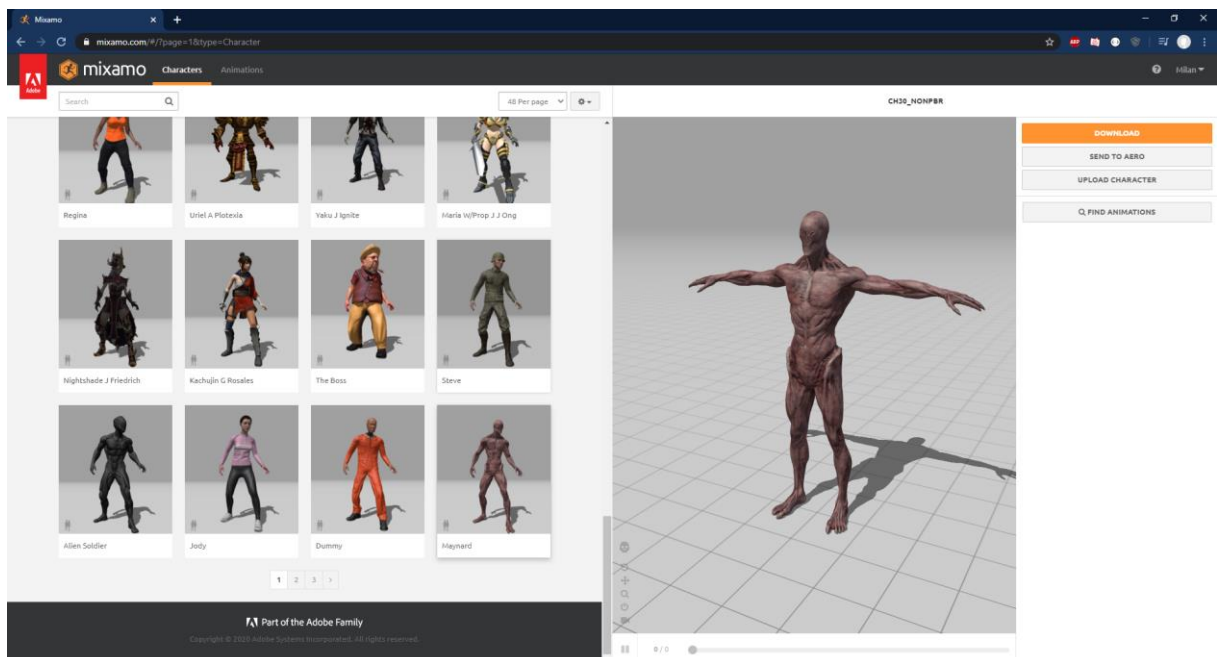 Mixamo
mixamo.com/#/?page=1&type=Character
Adobe
mixamo Characters Animations
Milan
Search
48 Per page
CH30_NONPBR
DOWNLOAD
SEND TO AERO
UPLOAD CHARACTER
FIND ANIMATIONS
Regina
Uriel A Plotexia
Yaku J Ignite
Maria W/Prop J J Ong
Nightshade J Friedrich
Kachujin G Rosales
The Boss
Steve
Alien Soldier
Jody
Dummy
Maynard
1 2 3 >
Part of the Adobe Family
Copyright © 2020 Adobe Systems Incorporated. All rights reserved.
0 / 0